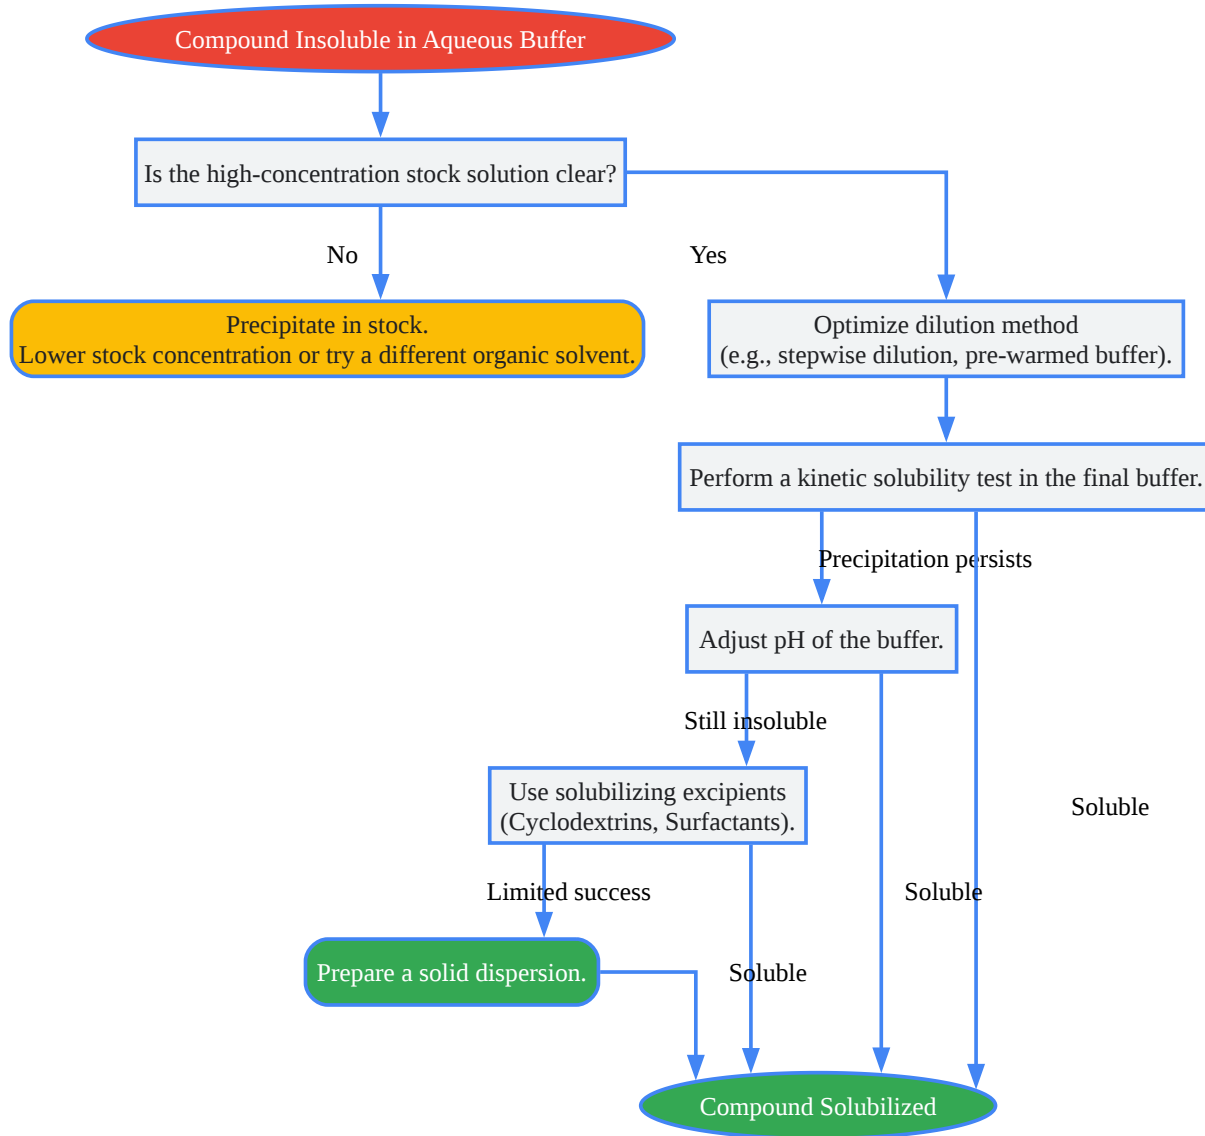 Compound Insoluble in Aqueous Buffer
Is the high-concentration stock solution clear?
No
Yes
Precipitate in stock.
Lower stock concentration or try a different organic solvent.
Optimize dilution method
(e.g., stepwise dilution, pre-warmed buffer).
Perform a kinetic solubility test in the final buffer.
Precipitation persists
Adjust pH of the buffer.
Still insoluble
Use solubilizing excipients
(Cyclodextrins, Surfactants).
Soluble
Limited success
Soluble
Prepare a solid dispersion.
Soluble
Compound Solubilized